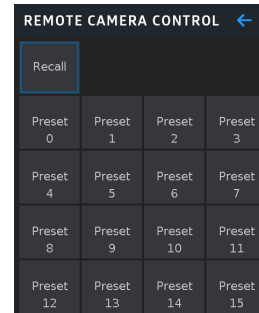 REMOTE CAMERA CONTROL
Recall
Preset 0
Preset 1
Preset 2
Preset 3
Preset 4
Preset 5
Preset 6
Preset 7
Preset 8
Preset 9
Preset 10
Preset 11
Preset 12
Preset 13
Preset 14
Preset 15